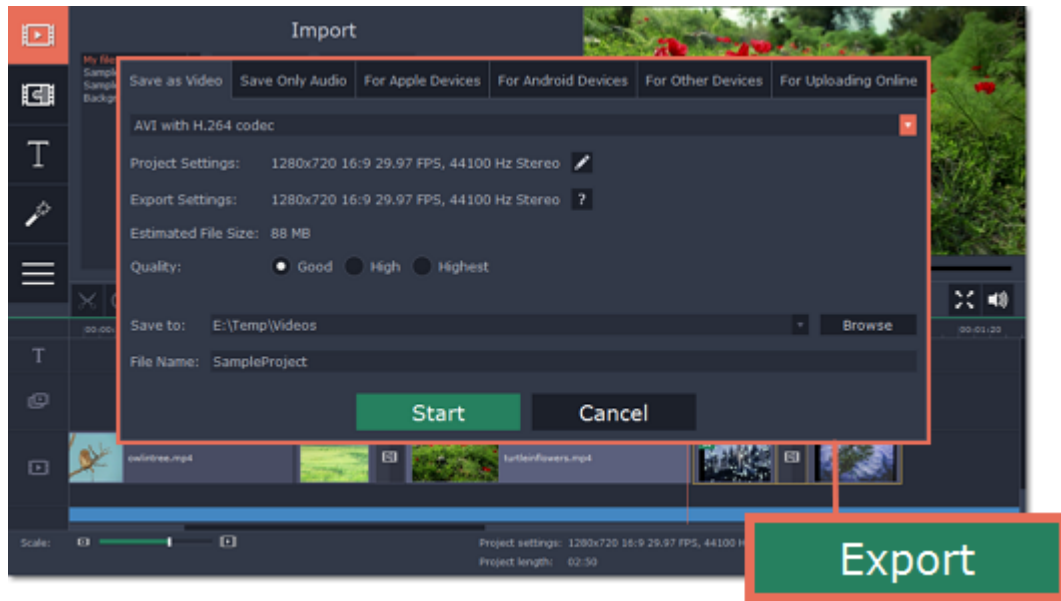 Import
My files
Save as Video Save Only Audio For Apple Devices For Android Devices For Other Devices For Uploading Online
AVI with H.264 codec
Project Settings: 1280x720 16:9 29.97 FPS, 44100 Hz Stereo
Export Settings: 1280x720 16:9 29.97 FPS, 44100 Hz Stereo ?
Estimated File Size: 88 MB
Quality: Good High Highest
Save to: E:\Temp\Videos Browse
00:01:20
T
File Name: SampleProject
Start Cancel
owlintree.mp4 turtleinflowers.mp4
Scale:
Project settings: 1280x720 16:9 29.97 FPS, 44100 H
Project length: 02:50
Export